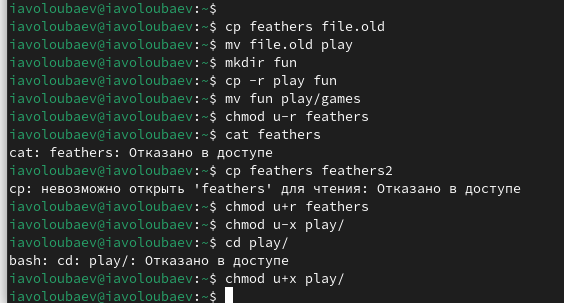 iavoloubaev@iavoloubaev:~$
iavoloubaev@iavoloubaev:~$ cp feathers file.old
iavoloubaev@iavoloubaev:~$ mv file.old play
iavoloubaev@iavoloubaev:~$ mkdir fun
iavoloubaev@iavoloubaev:~$ cp -r play fun
iavoloubaev@iavoloubaev:~$ mv fun play/games
iavoloubaev@iavoloubaev:~$ chmod u-r feathers
iavoloubaev@iavoloubaev:~$ cat feathers
cat: feathers: Отказано в доступе
iavoloubaev@iavoloubaev:~$ cp feathers feathers2
cp: невозможно открыть 'feathers' для чтения: Отказано в доступе
iavoloubaev@iavoloubaev:~$ chmod u+r feathers
iavoloubaev@iavoloubaev:~$ chmod u-x play/
iavoloubaev@iavoloubaev:~$ cd play/
bash: cd: play/: Отказано в доступе
iavoloubaev@iavoloubaev:~$ chmod u+x play/
iavoloubaev@iavoloubaev:~$